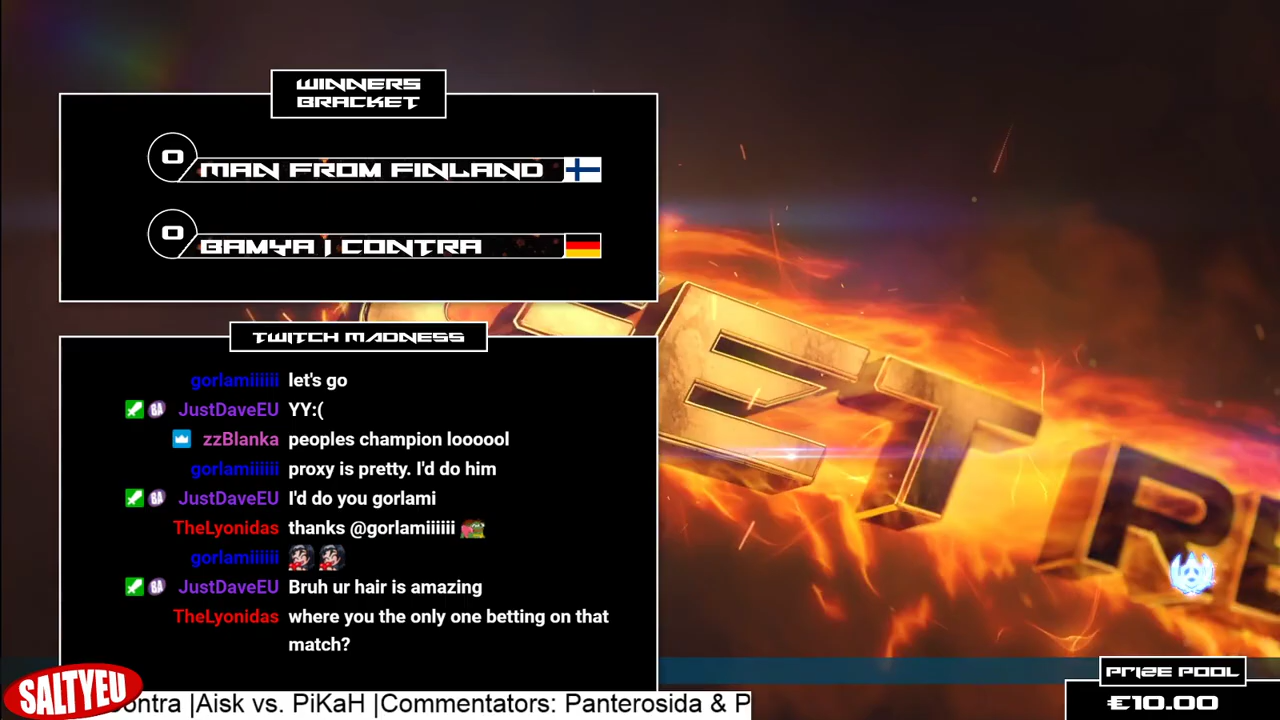 WINNERS
BRACKET
0 MAN FROM FINLAND
0 BAMYA | CONTRA
TWITCH MADNESS
gorlamiiiiii let's go
JustDaveEU YY:(
zzBlanka peoples champion loooool
gorlamiiiiii proxy is pretty. I'd do him
JustDaveEU I'd do you gorlami
TheLyonidas thanks @gorlamiiiiii
gorlamiiiiii
JustDaveEU Bruh ur hair is amazing
TheLyonidas where you the only one betting on that
match?
ET RE
PRIZE POOL
€10.00
SALTYEU
ontra |Aisk vs. PiKaH |Commentators: Panterosida & P